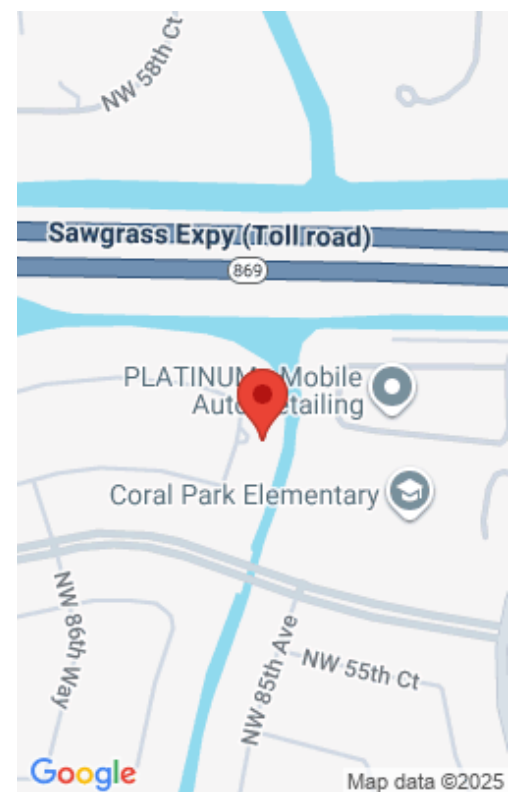 NW 58th Ct
Sawgrass Expy (Toll road)
869
PLATINUM Mobile
Auto Detailing
Coral Park Elementary
NW 86th Way
NW 85th Ave
NW 55th Ct
Google
Map data ©2025